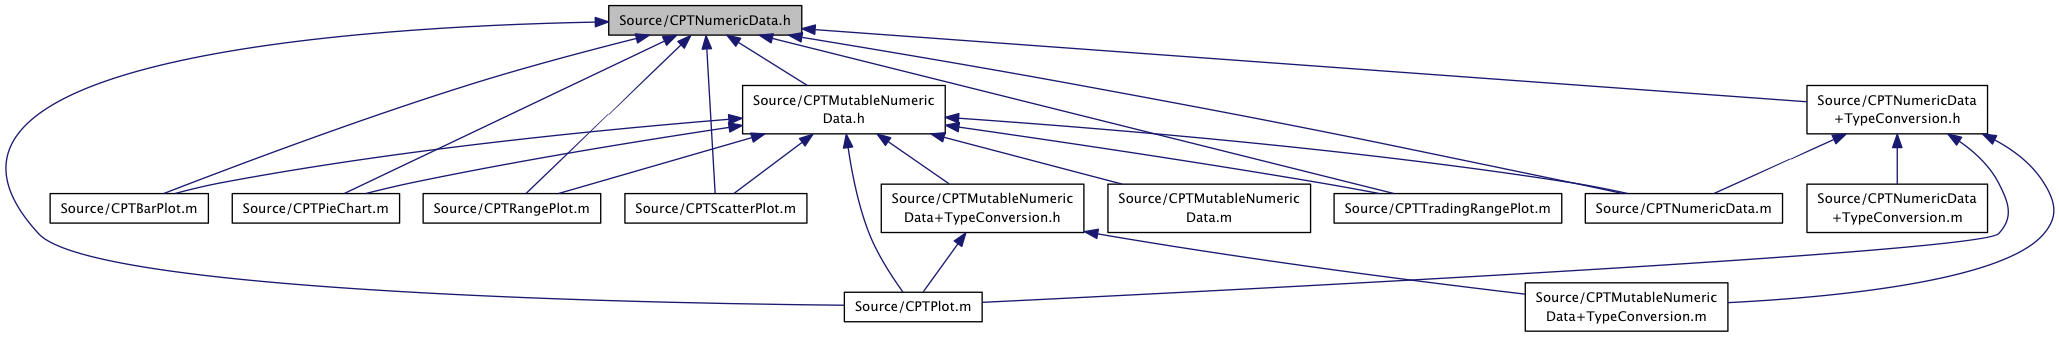 Source/CPTNumericData.h
Source/CPTMutableNumeric
Data.h
Source/CPTNumericData
+TypeConversion.h
Source/CPTBarPlot.m
Source/CPTPieChart.m
Source/CPTRangePlot.m
Source/CPTScatterPlot.m
Source/CPTMutableNumeric
Data+TypeConversion.h
Source/CPTMutableNumeric
Data.m
Source/CPTTradingRangePlot.m
Source/CPTNumericData.m
Source/CPTNumericData
+TypeConversion.m
Source/CPTPlot.m
Source/CPTMutableNumeric
Data+TypeConversion.m